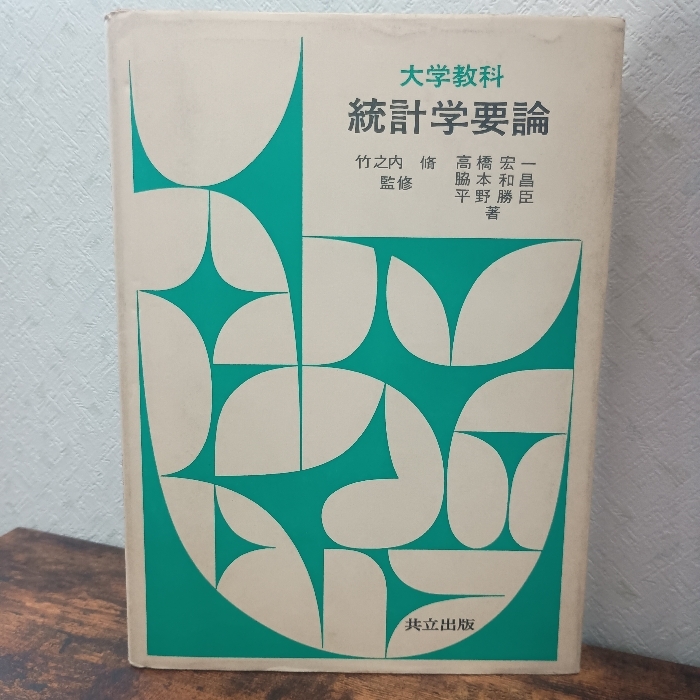 大学教科
統計学要論
竹之内 脩 高橋宏一
監修 脇本和昌
平野勝臣
著
共立出版